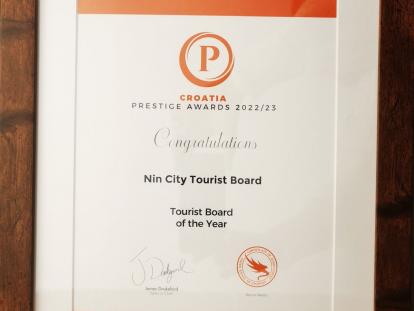 P
CROATIA
PRESTIGE AWARDS 2022/23
Congratulations
Nin City Tourist Board
Tourist Board
of the Year